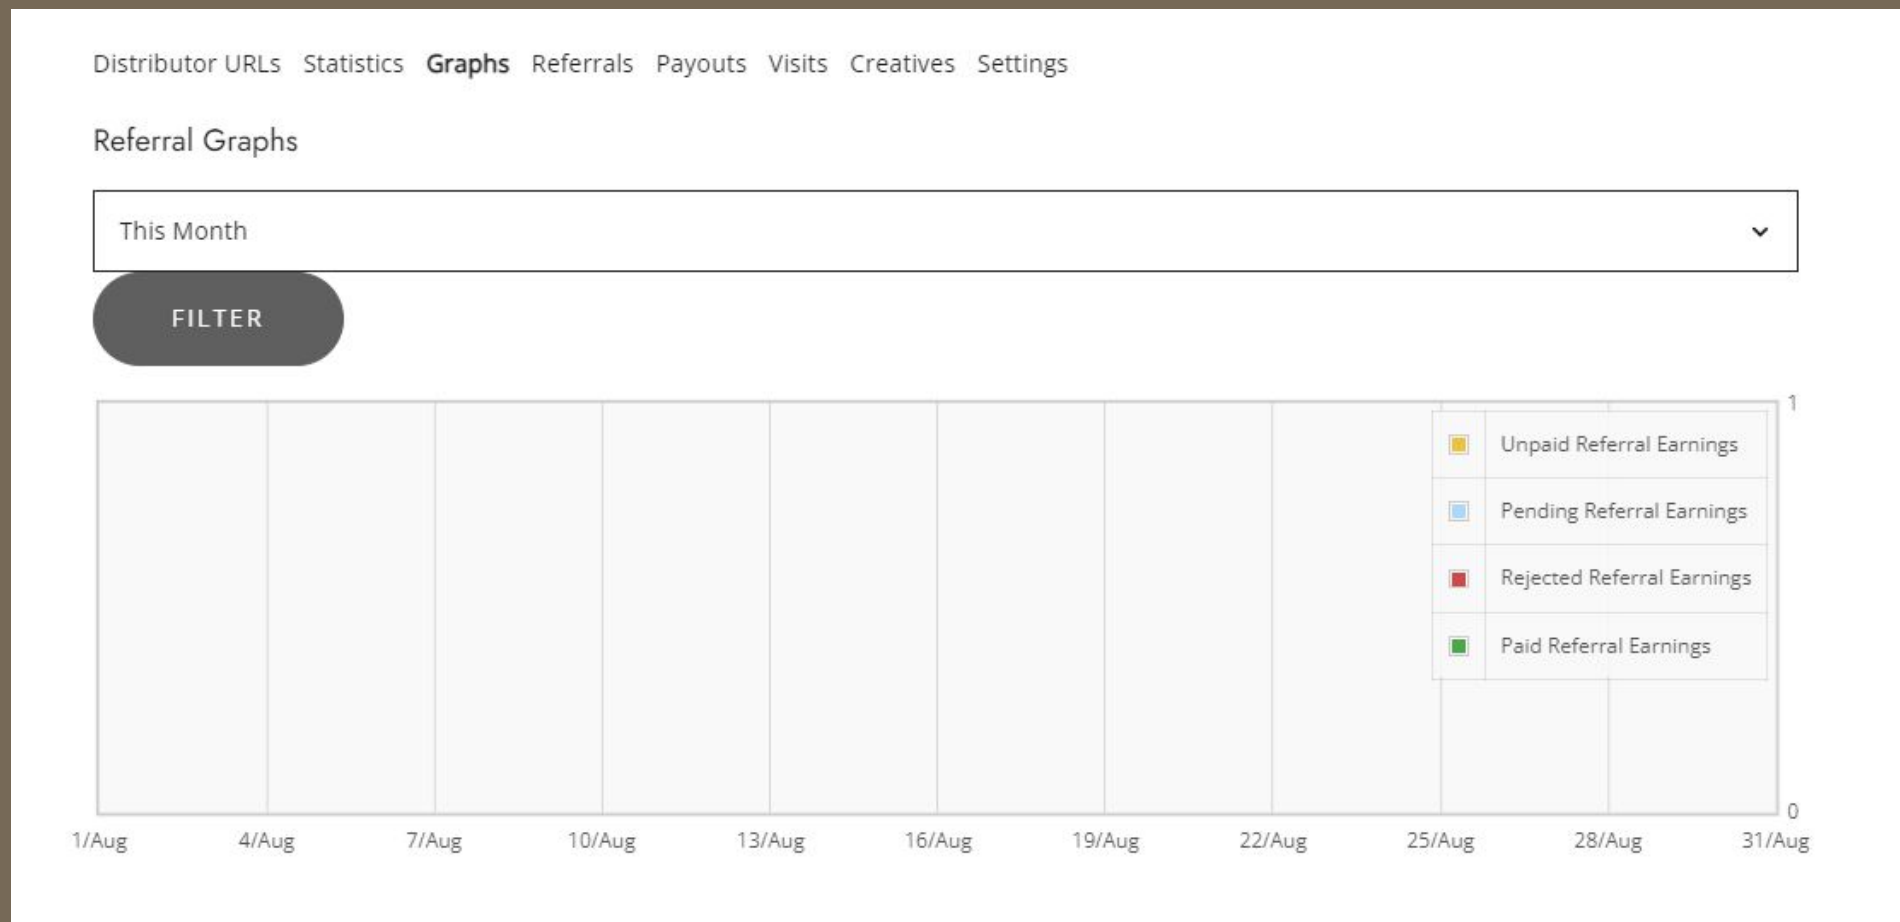 Distributor URLs Statistics Graphs Referrals Payouts Visits Creatives Settings
Referral Graphs
This Month
FILTER
1
Unpaid Referral Earnings
Pending Referral Earnings
Rejected Referral Earnings
Paid Referral Earnings
0
1/Aug 4/Aug 7/Aug 10/Aug 13/Aug 16/Aug 19/Aug 22/Aug 25/Aug 28/Aug 31/Aug